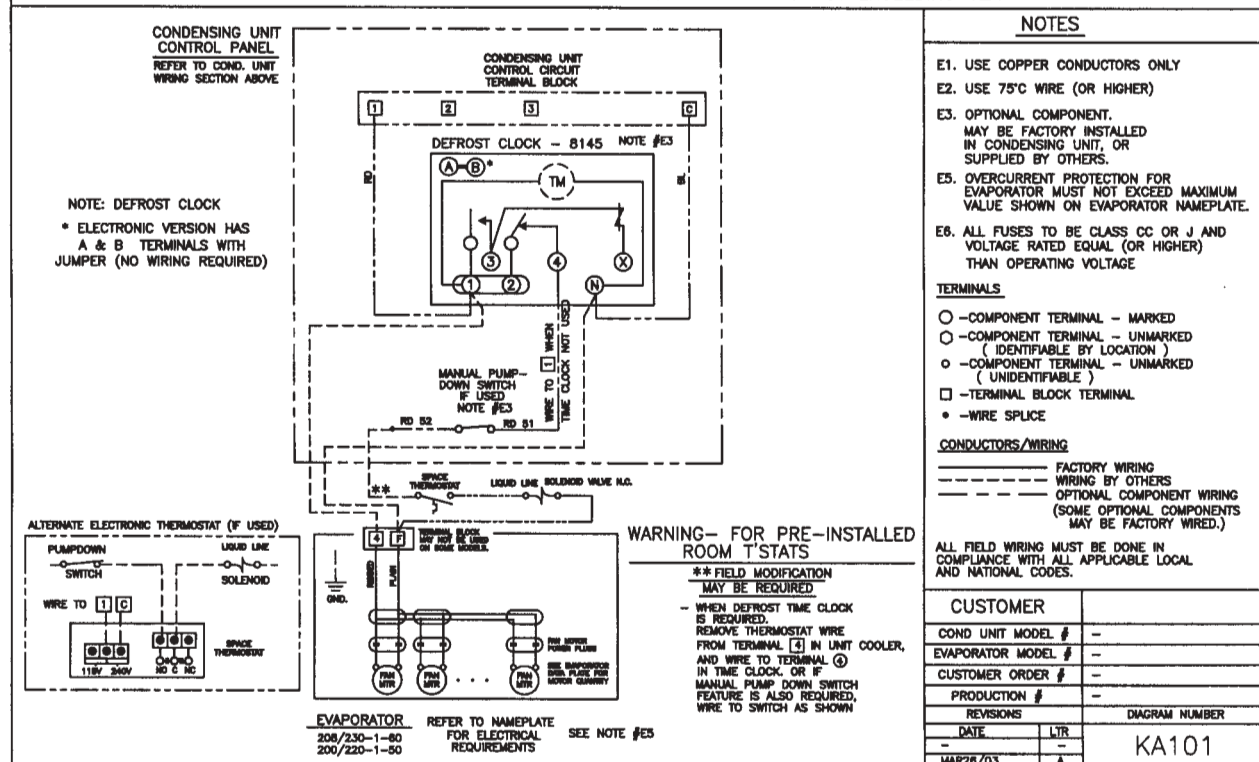 CONDENSING UNIT
CONTROL PANEL
REFER TO COND. UNIT
WIRING SECTION ABOVE
CONDENSING UNIT
CONTROL CIRCUIT
TERMINAL BLOCK
1 2 3 C
DEFROST CLOCK – 8145 NOTE #E3
RD
BL
A B *
TM
3 4 X
1 2 N
NOTE: DEFROST CLOCK
* ELECTRONIC VERSION HAS
A & B TERMINALS WITH
JUMPER (NO WIRING REQUIRED)
WIRE TO 1 WHEN
TIME CLOCK NOT USED
MANUAL PUMP-
DOWN SWITCH
IF USED
NOTE #E3
RD 52 RD 51
**
SPACE
THERMOSTAT
LIQUID LINE SOLENOID VALVE N.C.
4 F
TERMINAL BLOCK
MAY NOT BE USED
ON SOME MODELS.
RIBBED
PLAIN
GND.
FAN MOTOR
POWER PLUGS
SEE EVAPORATOR
DATA PLATE FOR
MOTOR QUANTITY
FAN
MTR
FAN
MTR
. . .
FAN
MTR
EVAPORATOR
208/230-1-60
200/220-1-50
REFER TO NAMEPLATE
FOR ELECTRICAL
REQUIREMENTS
SEE NOTE #E5
ALTERNATE ELECTRONIC THERMOSTAT (IF USED)
PUMPDOWN
SWITCH
LIQUID LINE
SOLENOID
WIRE TO 1 C
115V 240V
NO C NC
SPACE
THERMOSTAT
WARNING– FOR PRE-INSTALLED
ROOM T'STATS
** FIELD MODIFICATION
MAY BE REQUIRED
– WHEN DEFROST TIME CLOCK
IS REQUIRED.
REMOVE THERMOSTAT WIRE
FROM TERMINAL 4 IN UNIT COOLER,
AND WIRE TO TERMINAL 4
IN TIME CLOCK. OR IF
MANUAL PUMP DOWN SWITCH
FEATURE IS ALSO REQUIRED,
WIRE TO SWITCH AS SHOWN
NOTES
E1. USE COPPER CONDUCTORS ONLY
E2. USE 75°C WIRE (OR HIGHER)
E3. OPTIONAL COMPONENT.
MAY BE FACTORY INSTALLED
IN CONDENSING UNIT, OR
SUPPLIED BY OTHERS.
E5. OVERCURRENT PROTECTION FOR
EVAPORATOR MUST NOT EXCEED MAXIMUM
VALUE SHOWN ON EVAPORATOR NAMEPLATE.
E6. ALL FUSES TO BE CLASS CC OR J AND
VOLTAGE RATED EQUAL (OR HIGHER)
THAN OPERATING VOLTAGE
TERMINALS
–COMPONENT TERMINAL – MARKED
–COMPONENT TERMINAL – UNMARKED
( IDENTIFIABLE BY LOCATION )
–COMPONENT TERMINAL – UNMARKED
( UNIDENTIFIABLE )
–TERMINAL BLOCK TERMINAL
–WIRE SPLICE
CONDUCTORS/WIRING
FACTORY WIRING
WIRING BY OTHERS
OPTIONAL COMPONENT WIRING
(SOME OPTIONAL COMPONENTS
MAY BE FACTORY WIRED.)
ALL FIELD WIRING MUST BE DONE IN
COMPLIANCE WITH ALL APPLICABLE LOCAL
AND NATIONAL CODES.
CUSTOMER
COND UNIT MODEL # –
EVAPORATOR MODEL # –
CUSTOMER ORDER # –
PRODUCTION # –
REVISIONS DIAGRAM NUMBER
DATE LTR
– –
KA101
MAR26/03 A